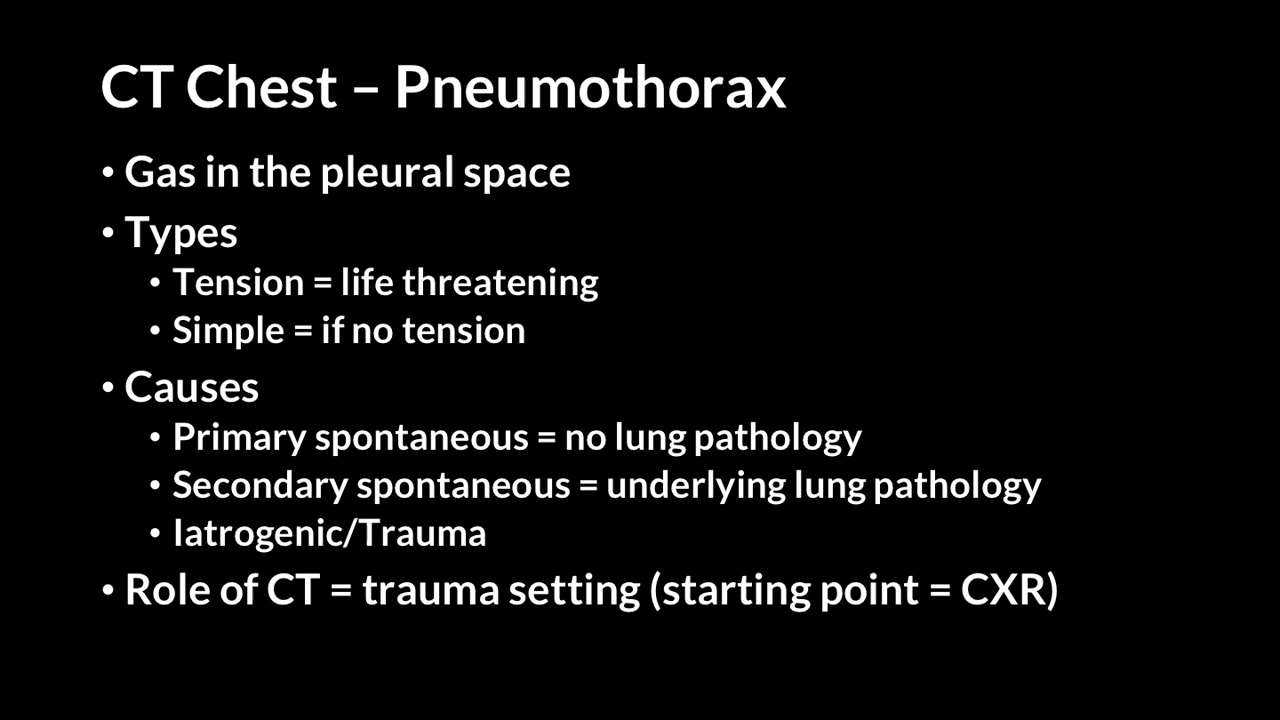 CT Chest – Pneumothorax
• Gas in the pleural space
• Types
• Tension = life threatening
• Simple = if no tension
• Causes
• Primary spontaneous = no lung pathology
• Secondary spontaneous = underlying lung pathology
• Iatrogenic/Trauma
• Role of CT = trauma setting (starting point = CXR)